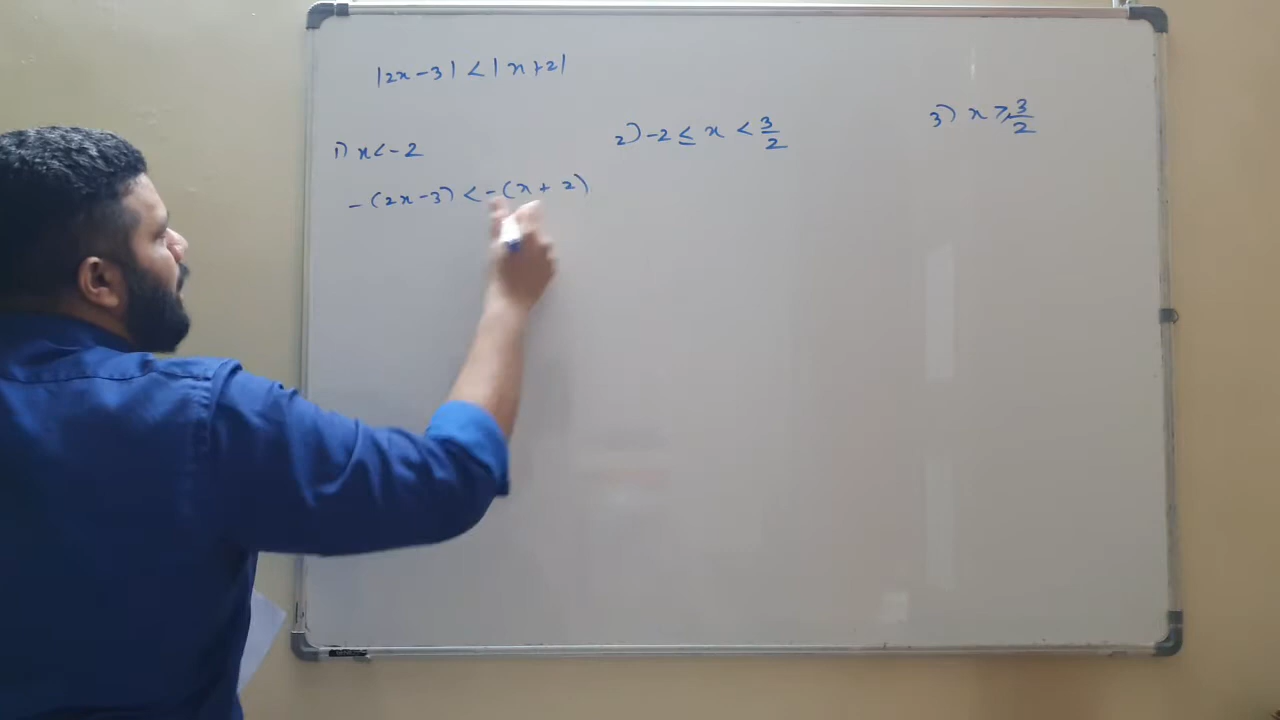 |2x-3| < |x+2|
1) x < -2
-(2x-3) < -(x+2)
2) -2 ≤ x < 3/2
3) x ≥ 3/2